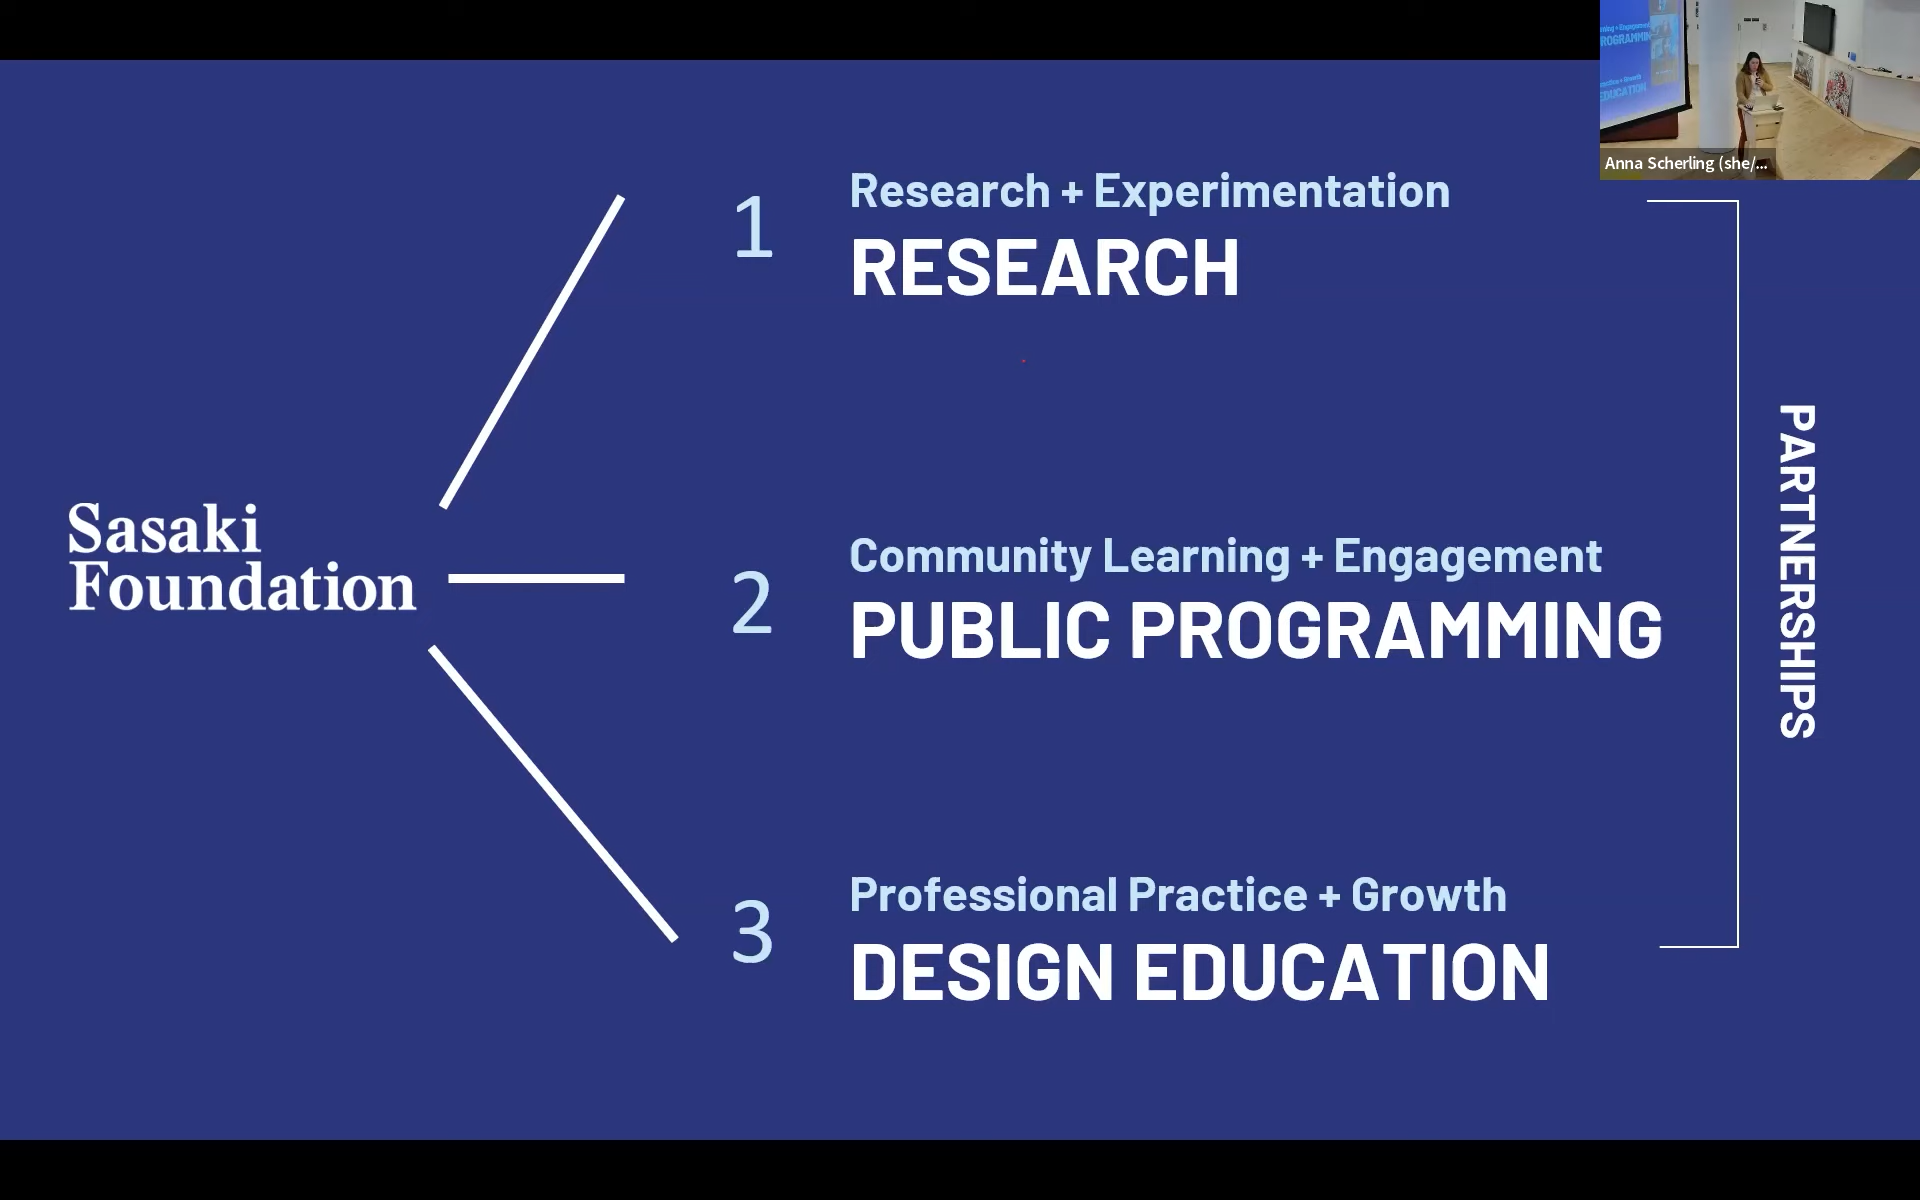 Sasaki
Foundation
1
Research + Experimentation
RESEARCH
2
Community Learning + Engagement
PUBLIC PROGRAMMING
3
Professional Practice + Growth
DESIGN EDUCATION
PARTNERSHIPS
Anna Scherling (she/...